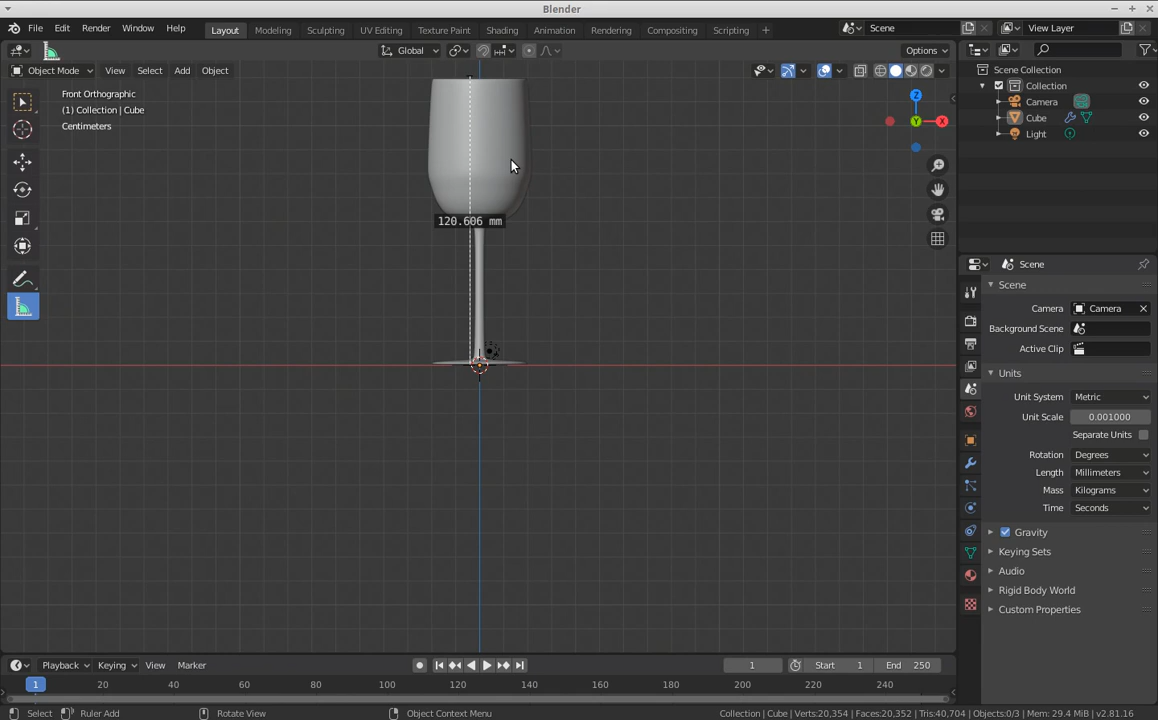 Blender
File Edit Render Window Help Layout Modeling Sculpting UV Editing Texture Paint Shading Animation Rendering Compositing Scripting + Scene View Layer
Global Options
Object Mode View Select Add Object
Front Orthographic
(1) Collection | Cube
Centimeters
120.606 mm
Z
Y
X
Scene Collection
Collection
Camera
Cube
Light
Scene
Scene
Camera Camera
Background Scene
Active Clip
Units
Unit System Metric
Unit Scale 0.001000
Separate Units
Rotation Degrees
Length Millimeters
Mass Kilograms
Time Seconds
Gravity
Keying Sets
Audio
Rigid Body World
Custom Properties
Playback Keying View Marker 1 Start 1 End 250
1 20 40 60 80 100 120 140 160 180 200 220 240
Select Ruler Add Rotate View Object Context Menu Collection | Cube | Verts:20,354 | Faces:20,352 | Tris:40,704 | Objects:0/3 | Mem: 29.4 MiB | v2.81.16